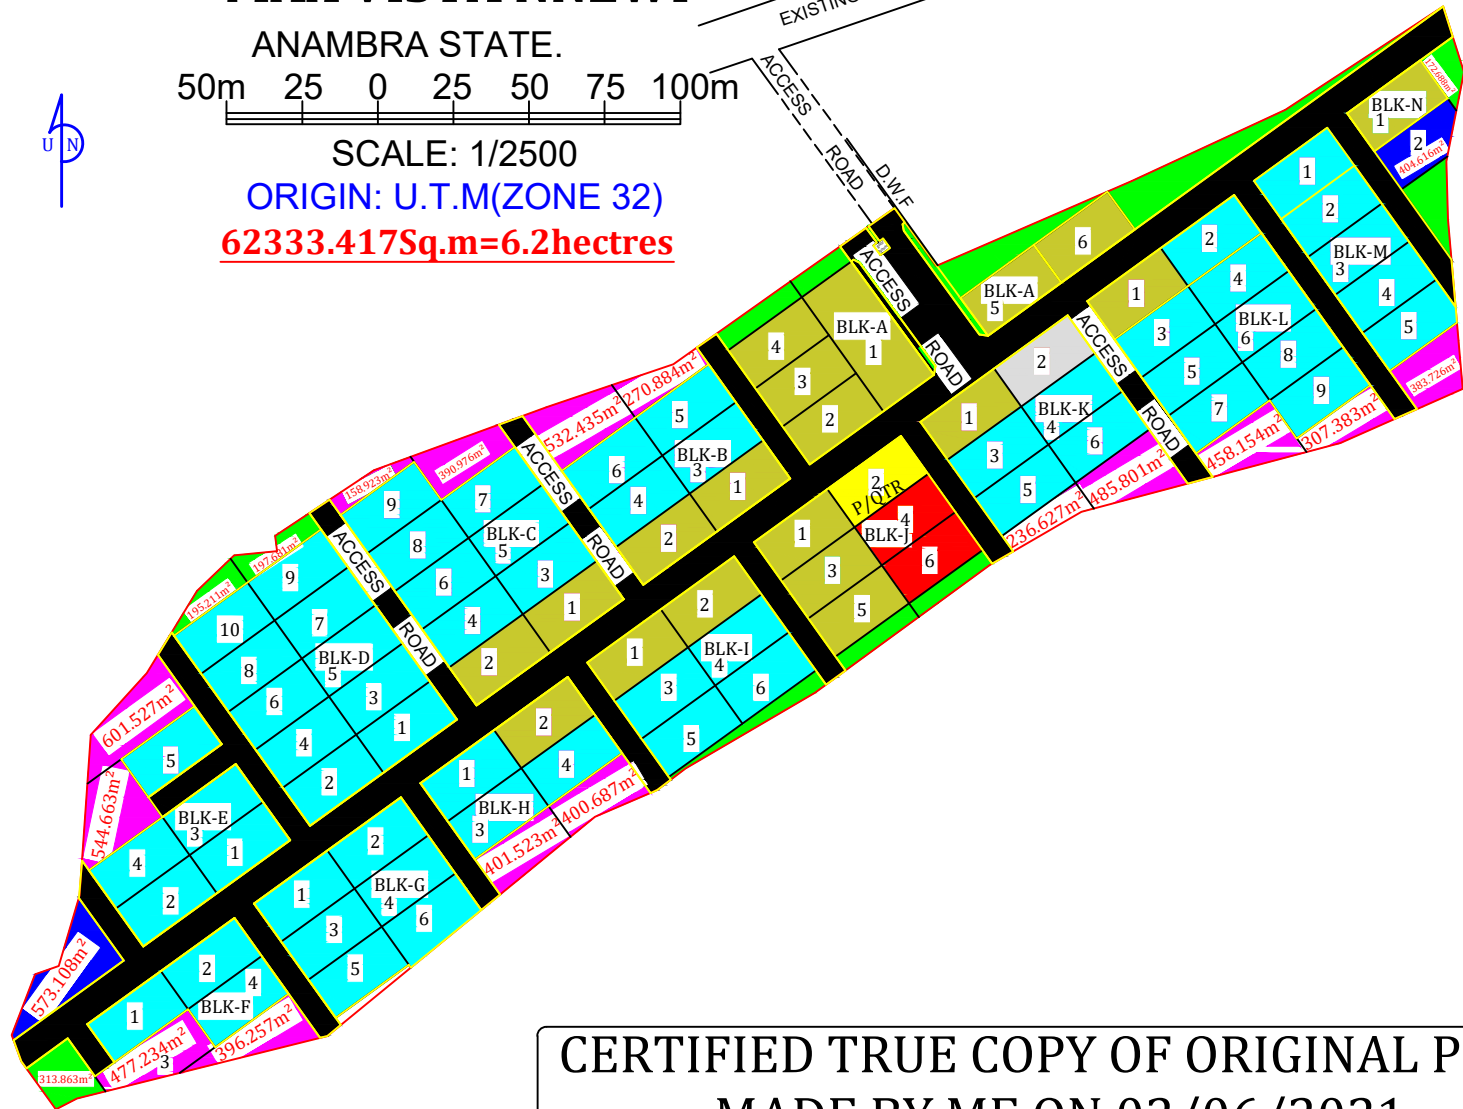 EXISTING
ANAMBRA STATE.
50m 25 0 25 50 75 100m
SCALE: 1/2500
ORIGIN: U.T.M(ZONE 32)
62333.417Sq.m=6.2hectres
U N
ACCESS
ROAD
D.W.F
172.688m²
BLK-N
1
2
404.616m²
1
2
BLK-M
3
4
5
383.726m²
6
BLK-A
5
ACCESS
ROAD
BLK-A
1
4
3
2
1
2
4
BLK-L
6
3
5
8
7
9
307.383m²
458.154m²
ACCESS
ROAD
2
1
BLK-K
4
3
6
5
485.801m²
236.627m²
270.884m²
532.435m²
5
BLK-B
3
6
4
1
2
ACCESS
ROAD
390.976m²
158.923m²
9
7
BLK-C
5
8
6
3
4
1
2
2
P/QTR
4
BLK-J
6
1
3
5
ACCESS
ROAD
197.681m²
195.211m²
9
10
7
8
BLK-D
5
6
3
4
1
2
2
1
BLK-I
4
3
6
5
601.527m²
544.663m²
5
BLK-E
3
4
1
2
2
1
4
BLK-H
3
400.687m²
401.523m²
2
1
BLK-G
4
3
6
5
573.108m²
2
4
BLK-F
1
3
396.257m²
477.234m²
313.863m²
CERTIFIED TRUE COPY OF ORIGINAL P